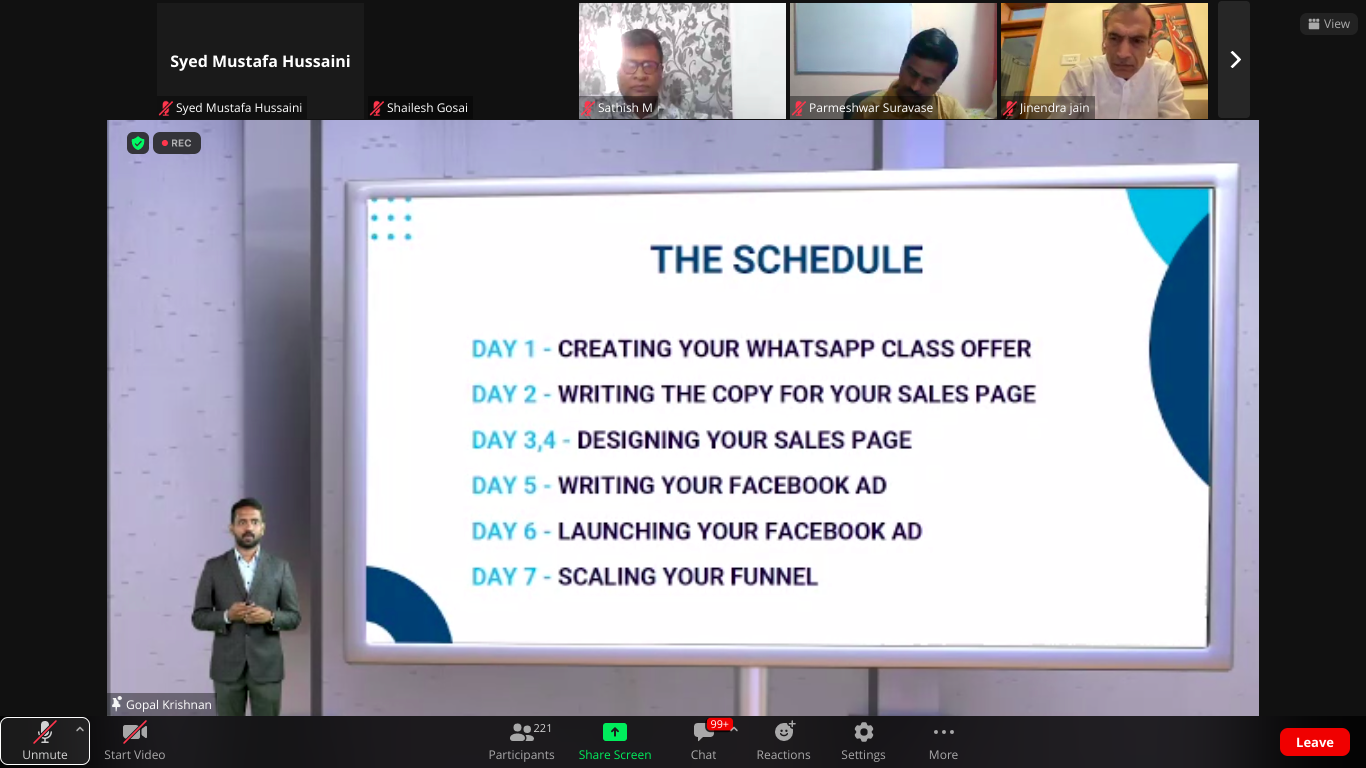 View
Syed Mustafa Hussaini
Syed Mustafa Hussaini
Shailesh Gosai
Sathish M
Parmeshwar Suravase
Jinendra jain
REC
THE SCHEDULE
DAY 1 - CREATING YOUR WHATSAPP CLASS OFFER
DAY 2 - WRITING THE COPY FOR YOUR SALES PAGE
DAY 3,4 - DESIGNING YOUR SALES PAGE
DAY 5 - WRITING YOUR FACEBOOK AD
DAY 6 - LAUNCHING YOUR FACEBOOK AD
DAY 7 - SCALING YOUR FUNNEL
Gopal Krishnan
Unmute
Start Video
221
Participants
Share Screen
99+
Chat
Reactions
Settings
More
Leave